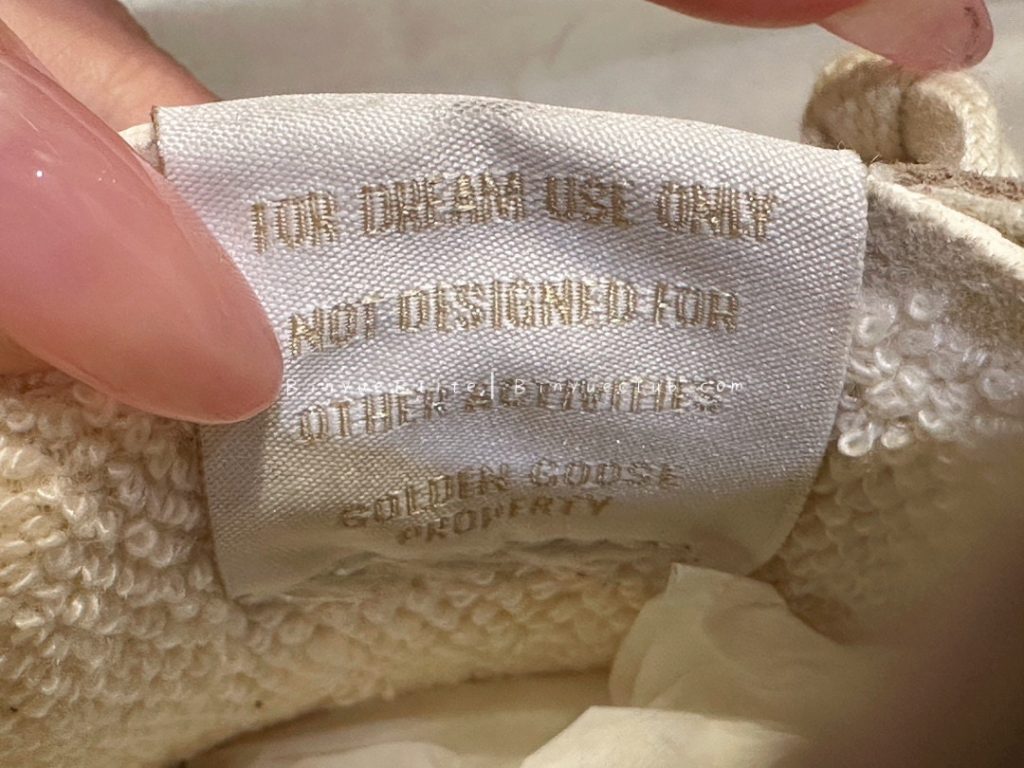 FOR DREAM USE ONLY
NOT DESIGNED FOR
OTHER ACTIVITIES
GOLDEN GOOSE
PROPERTY